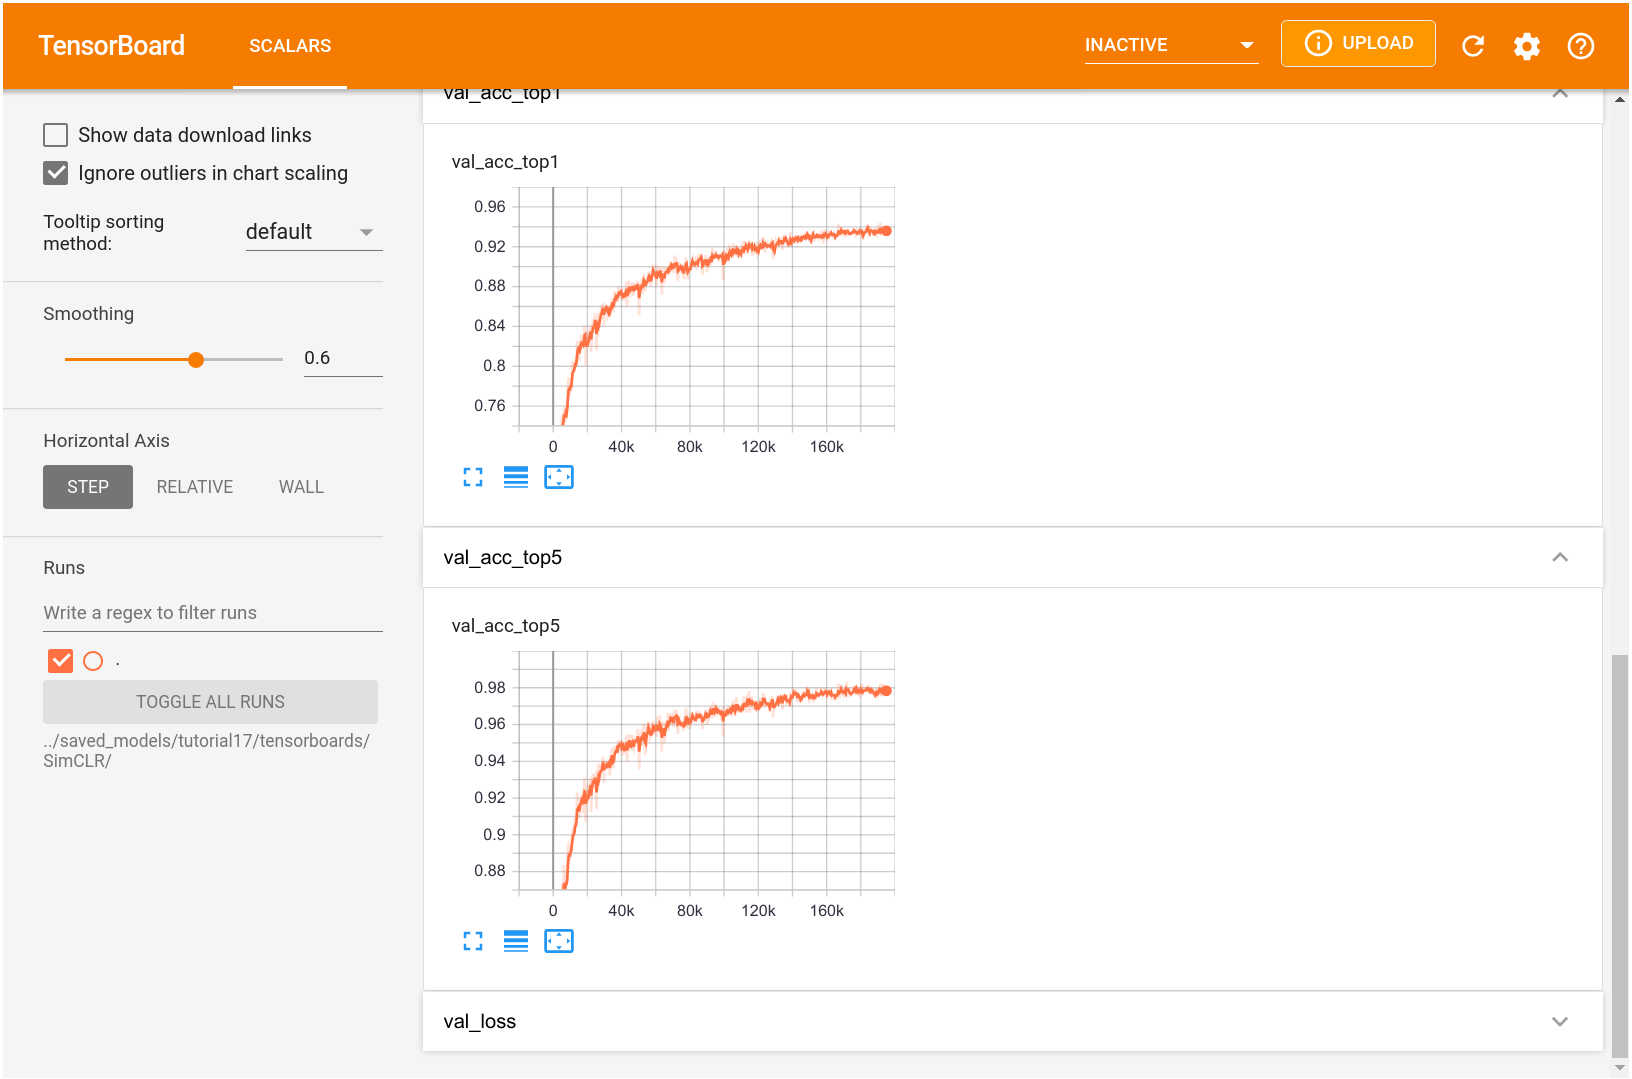 TensorBoard
SCALARS
INACTIVE
UPLOAD
Show data download links
Ignore outliers in chart scaling
Tooltip sorting
method:
default
Smoothing
0.6
Horizontal Axis
STEP
RELATIVE
WALL
Runs
Write a regex to filter runs
.
TOGGLE ALL RUNS
../saved_models/tutorial17/tensorboards/
SimCLR/
val_acc_top1
val_acc_top1
0.96
0.92
0.88
0.84
0.8
0.76
0 40k 80k 120k 160k
val_acc_top5
val_acc_top5
0.98
0.96
0.94
0.92
0.9
0.88
0 40k 80k 120k 160k
val_loss